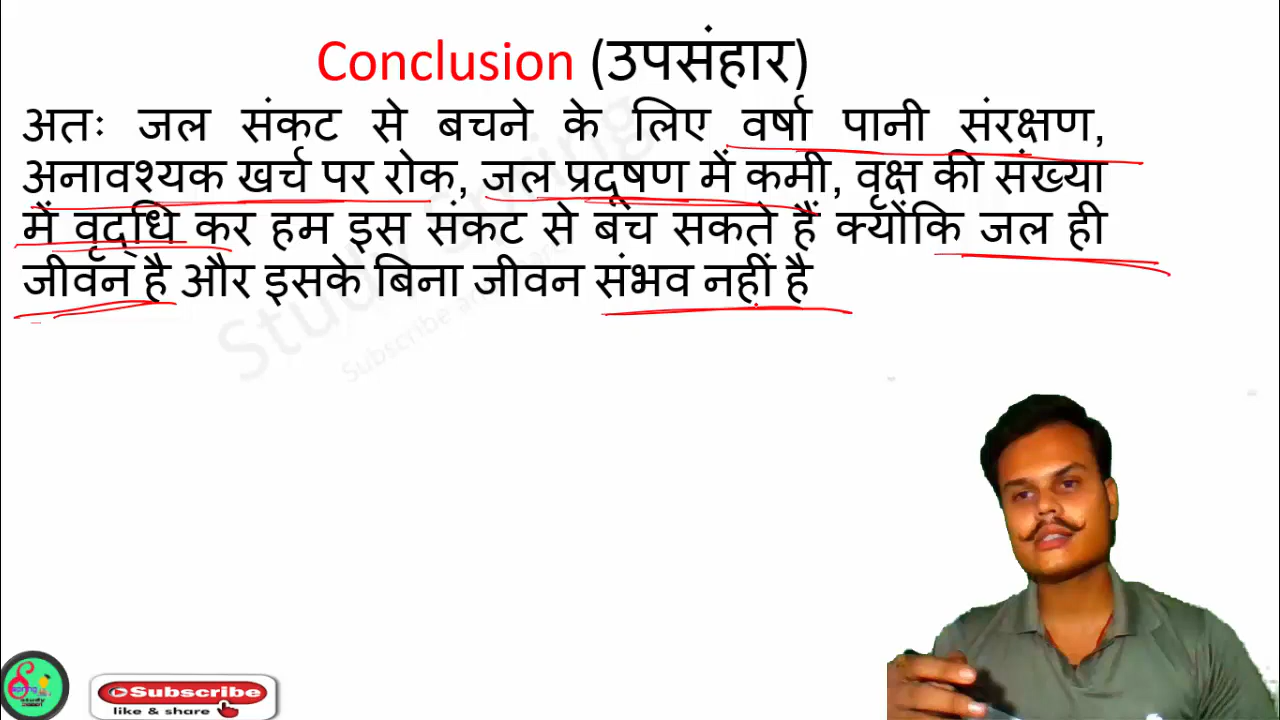 Conclusion (उपसंहार)
अतः जल संकट से बचने के लिए वर्षा पानी संरक्षण,
अनावश्यक खर्च पर रोक, जल प्रदूषण में कमी, वृक्ष की संख्या
में वृद्धि कर हम इस संकट से बच सकते हैं क्योंकि जल ही
जीवन है और इसके बिना जीवन संभव नहीं है
Subscribe
like & share